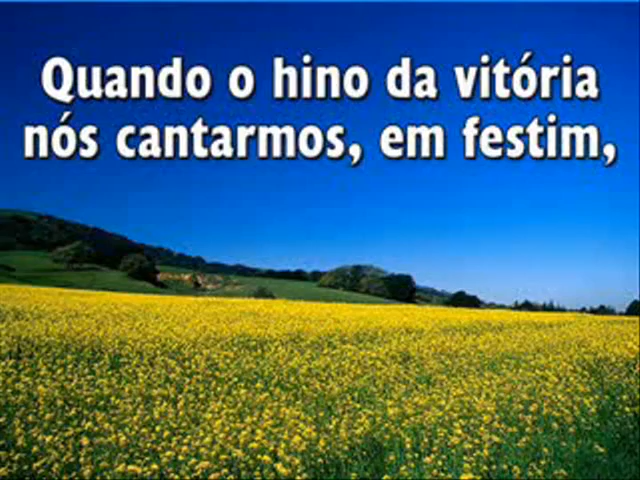 Quando o hino da vitória
nós cantarmos, em festim,